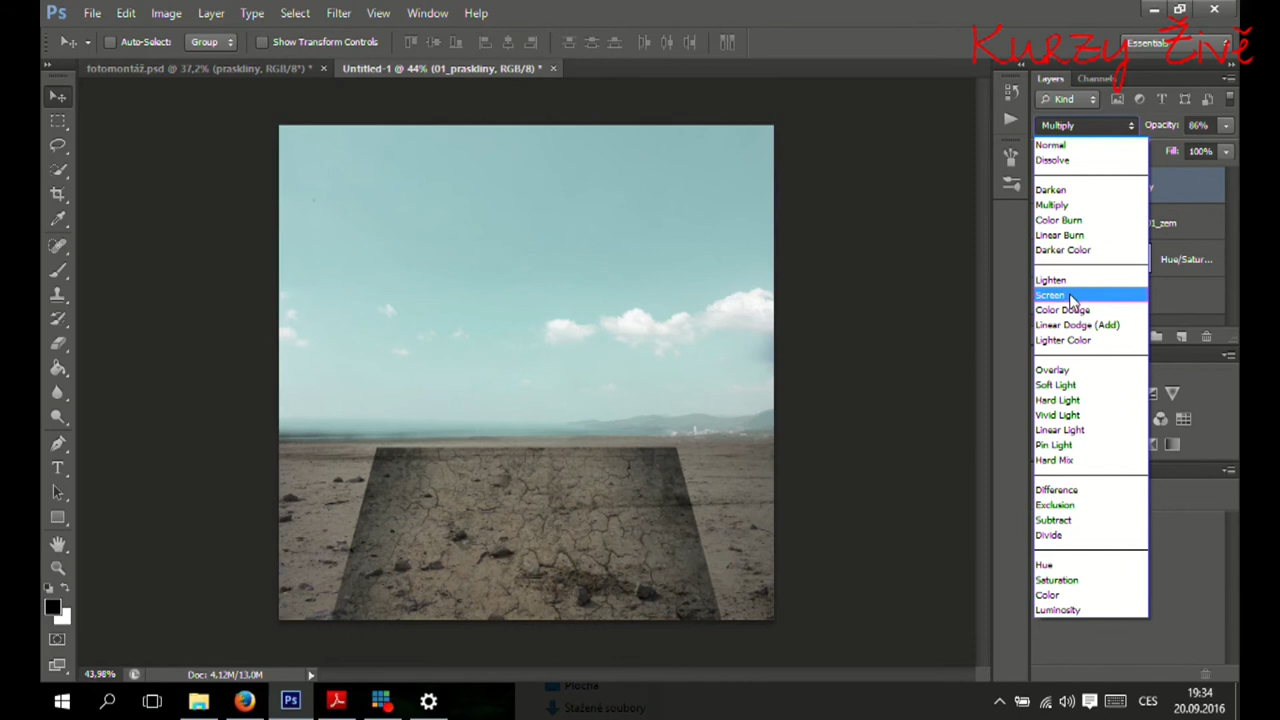 Ps File Edit Image Layer Type Select Filter View Window Help
Auto-Select: Group Show Transform Controls
Kurzy Živě
Essentials
fotomontáž.psd @ 37,2% (praskliny, RGB/8*) * × Untitled-1 @ 44% (01_praskliny, RGB/8) * ×
Layers Channels
Kind
Multiply Opacity: 86%
Normal
Fill: 100%
Dissolve
Darken
Multiply
01_zem
Color Burn
Linear Burn
Darker Color
Hue/Satur...
Lighten
Screen
Color Dodge
Linear Dodge (Add)
Lighter Color
Overlay
Soft Light
Hard Light
Vivid Light
Linear Light
Pin Light
Hard Mix
Difference
Exclusion
Subtract
Divide
Hue
Saturation
Color
Luminosity
43,98% Doc: 4,12M/13,0M
Plocha
Stažené soubory
CES
19:34
20.09.2016